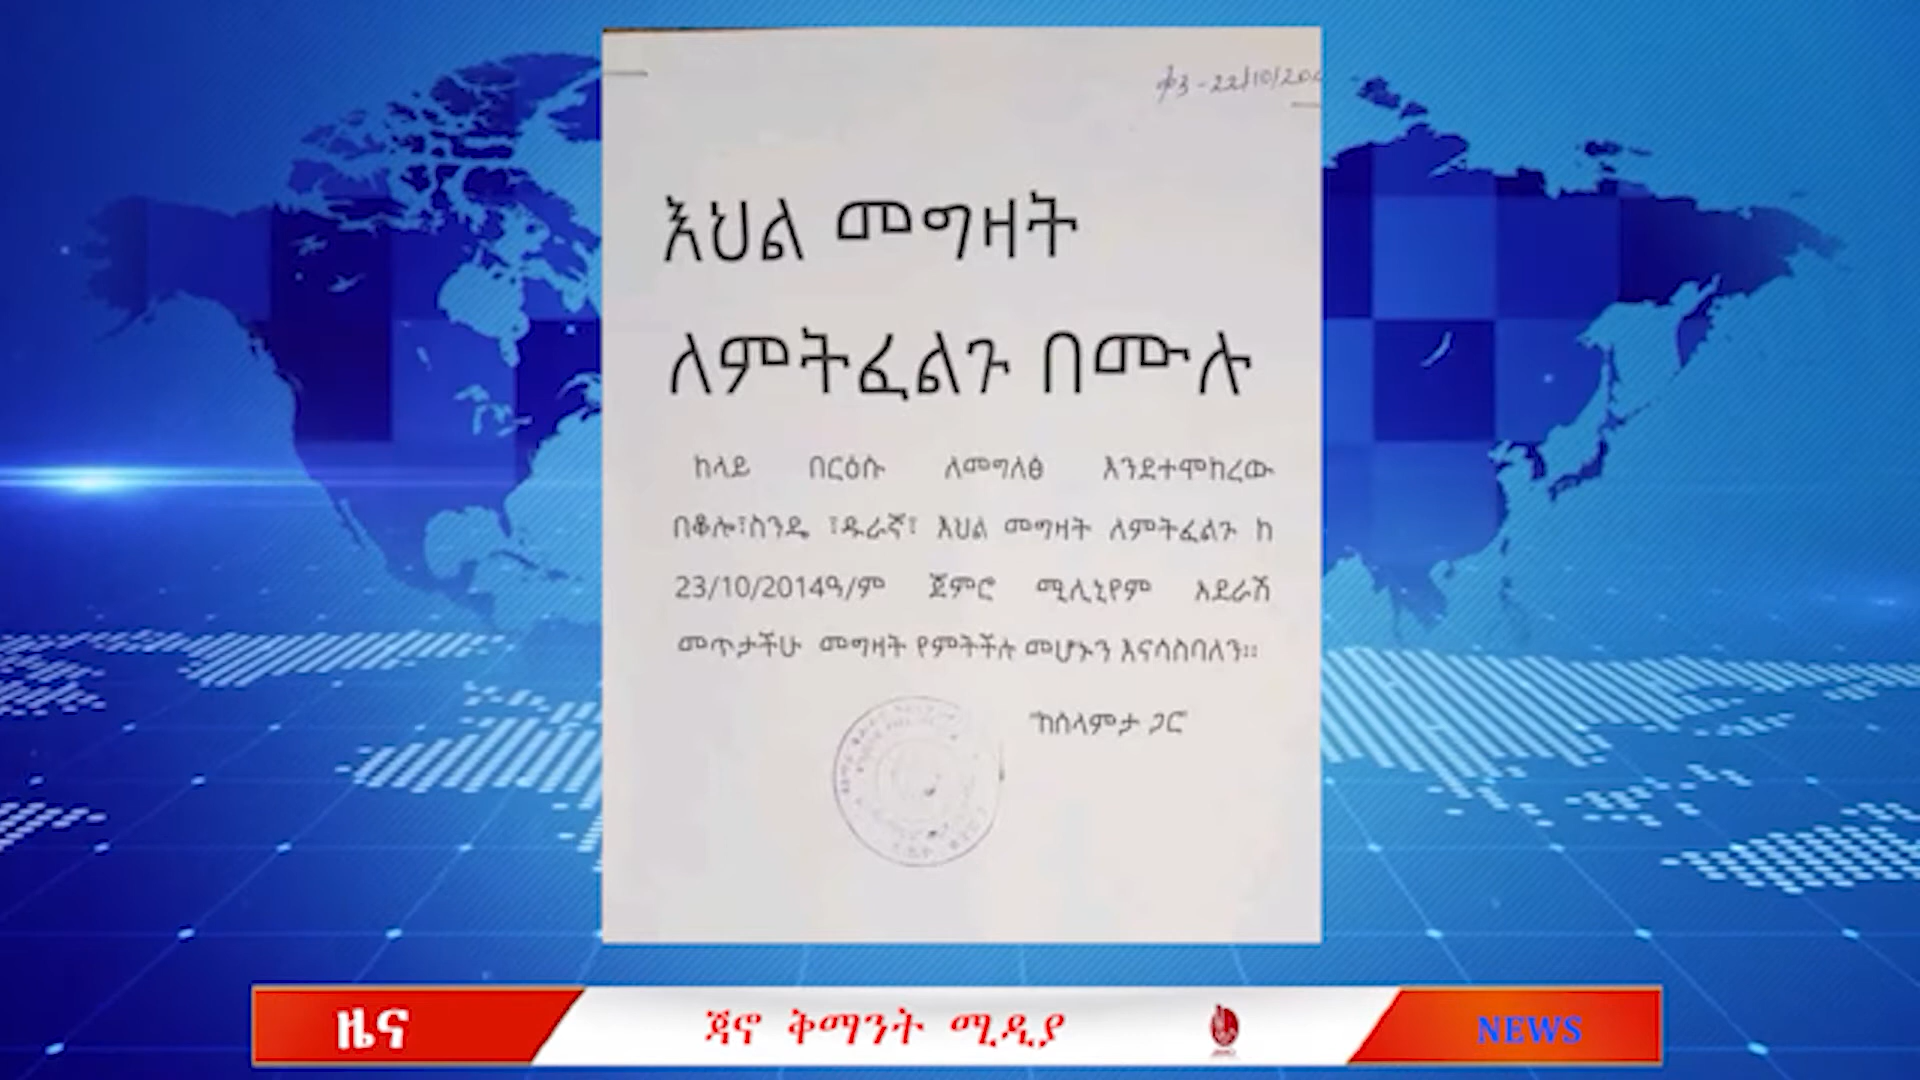 ቀን-22/10/20
እህል መግዛት
ለምትፈልጉ በሙሉ
ከላይ በርዕሱ ለመግለፅ እንደተሞከረው
በቆሎ፣ስንዴ ፣ዱራኛ፣ እህል መግዛት ለምትፈልጉ ከ
23/10/2014ዓ/ም ጀምሮ ሚሊኒየም አደራሽ
መጥታችሁ መግዛት የምትችሉ መሆኑን እናሳስባለን፡፡
"ከሰላምታ ጋር"
ዜና ጃኖ ቅማንት ሚዲያ NEWS